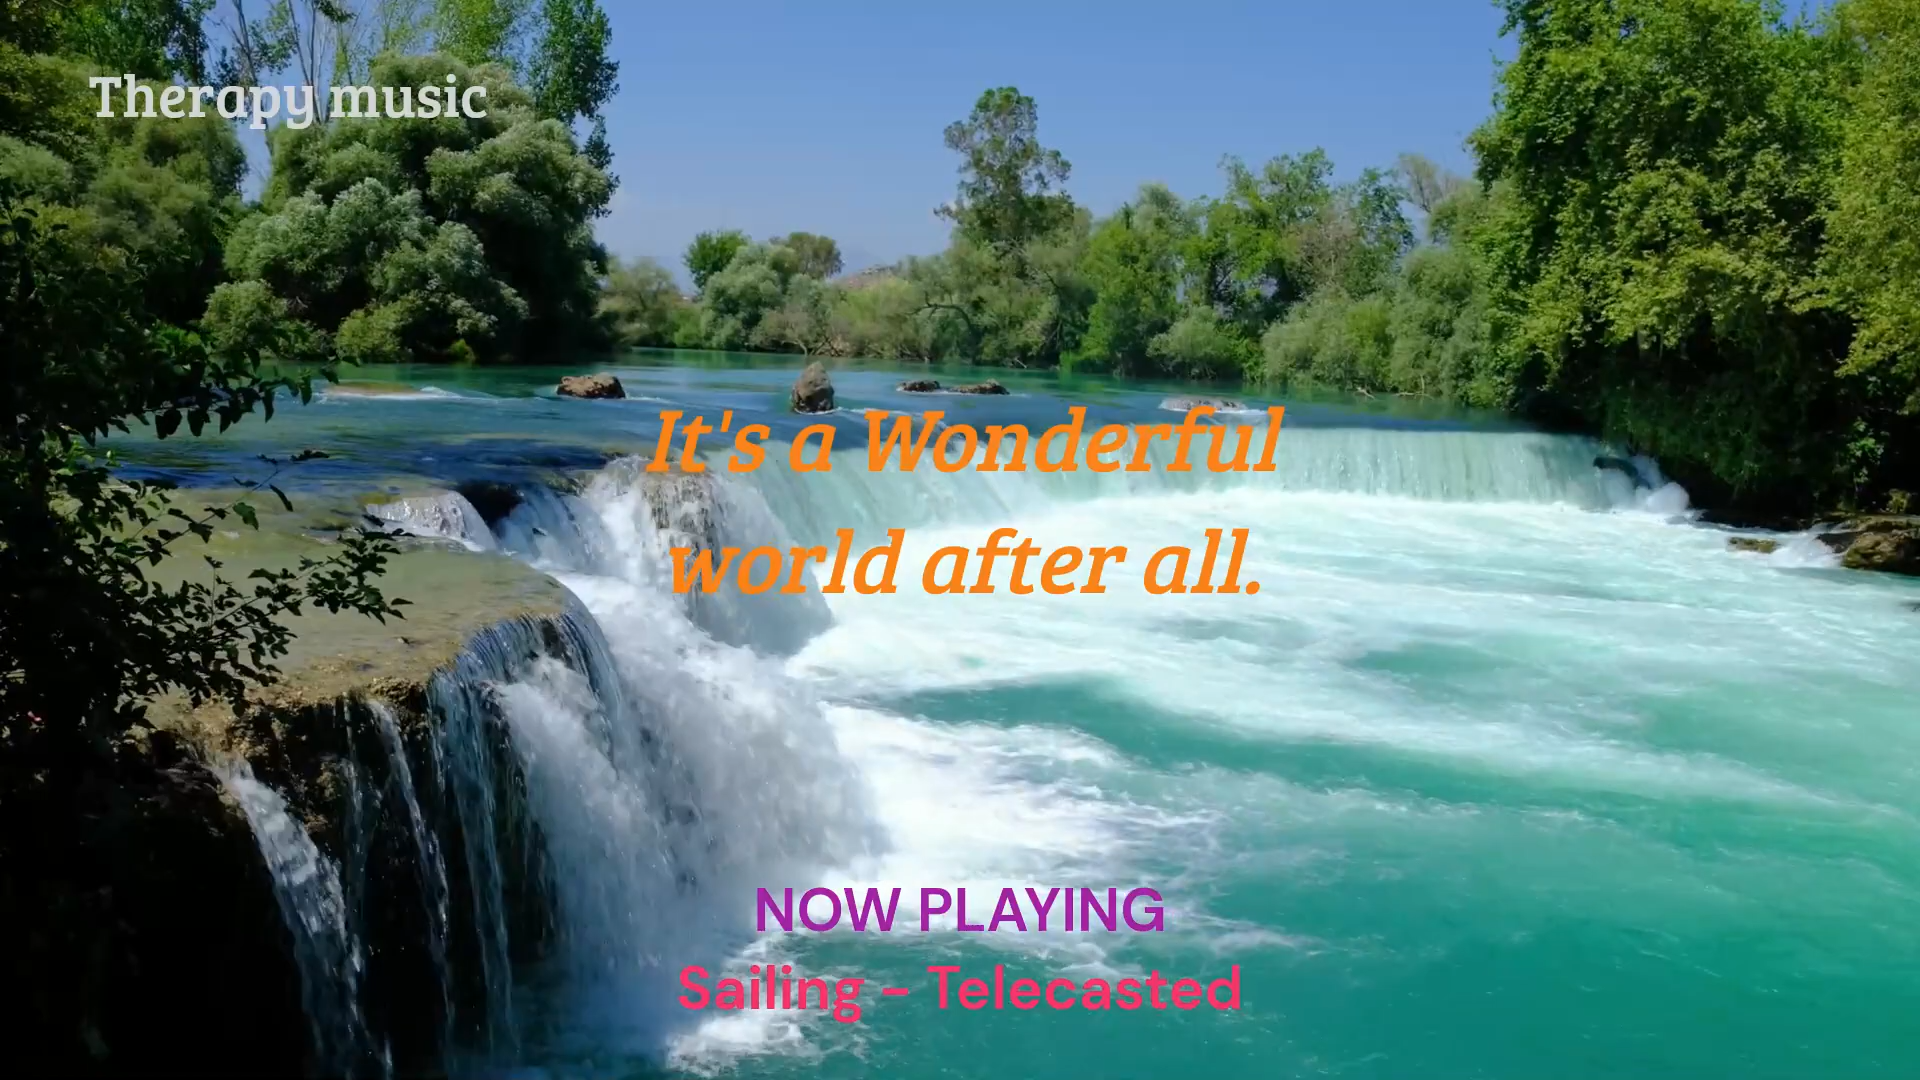 Therapy music
It's a Wonderful
world after all.
NOW PLAYING
Sailing - Telecasted